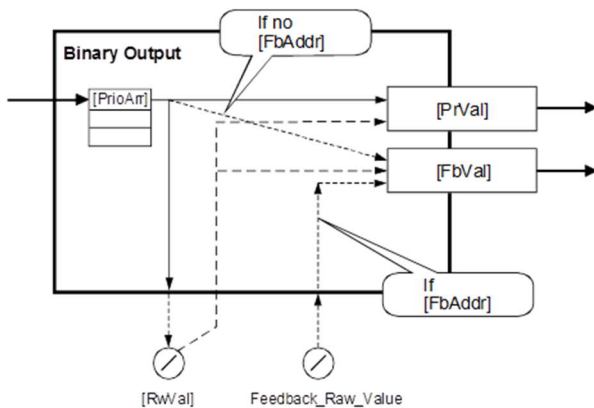 If no
[FbAddr]
Binary Output
[PrioArr]
[PrVal]
[FbVal]
If
[FbAddr]
[RwVal]
Feedback_Raw_Value